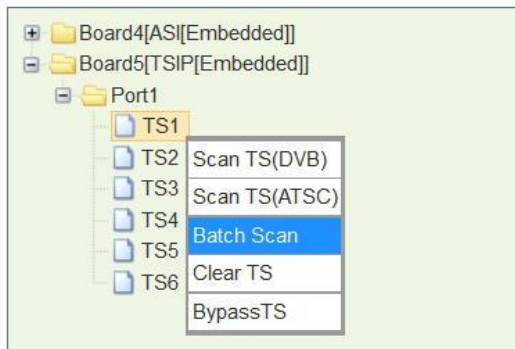 Board4[ASI[Embedded]]
Board5[TSIP[Embedded]]
Port1
TS1
TS2
TS3
TS4
TS5
TS6
Scan TS(DVB)
Scan TS(ATSC)
Batch Scan
Clear TS
BypassTS